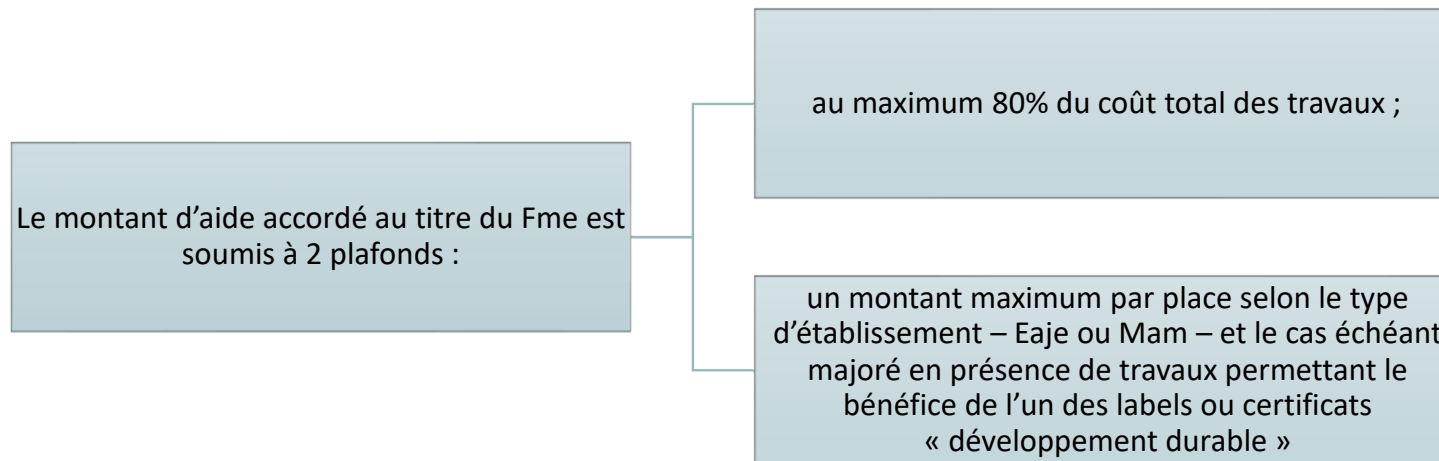 Le montant d’aide accordé au titre du Fme est
soumis à 2 plafonds :
au maximum 80% du coût total des travaux ;
un montant maximum par place selon le type
d’établissement – Eaje ou Mam – et le cas échéant
majoré en présence de travaux permettant le
bénéfice de l’un des labels ou certificats
« développement durable »